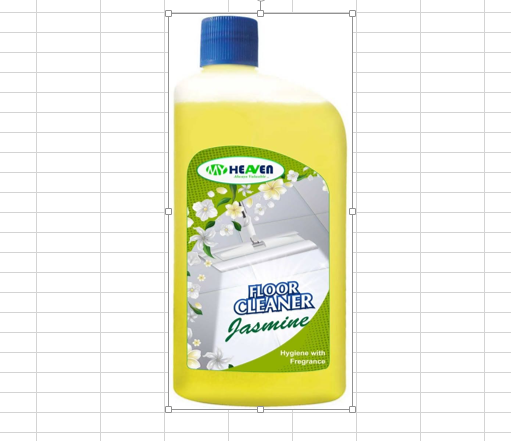 MY HEAVEN
FLOOR
CLEANER
Jasmine
Hygiene with
Fregrance